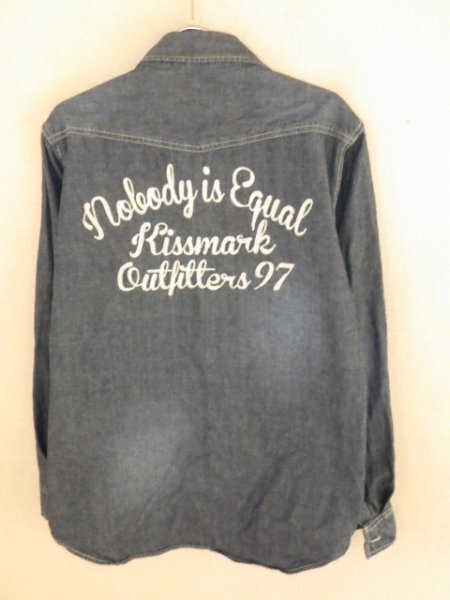 Nobody is Equal
Kissmark
Outfitters 97